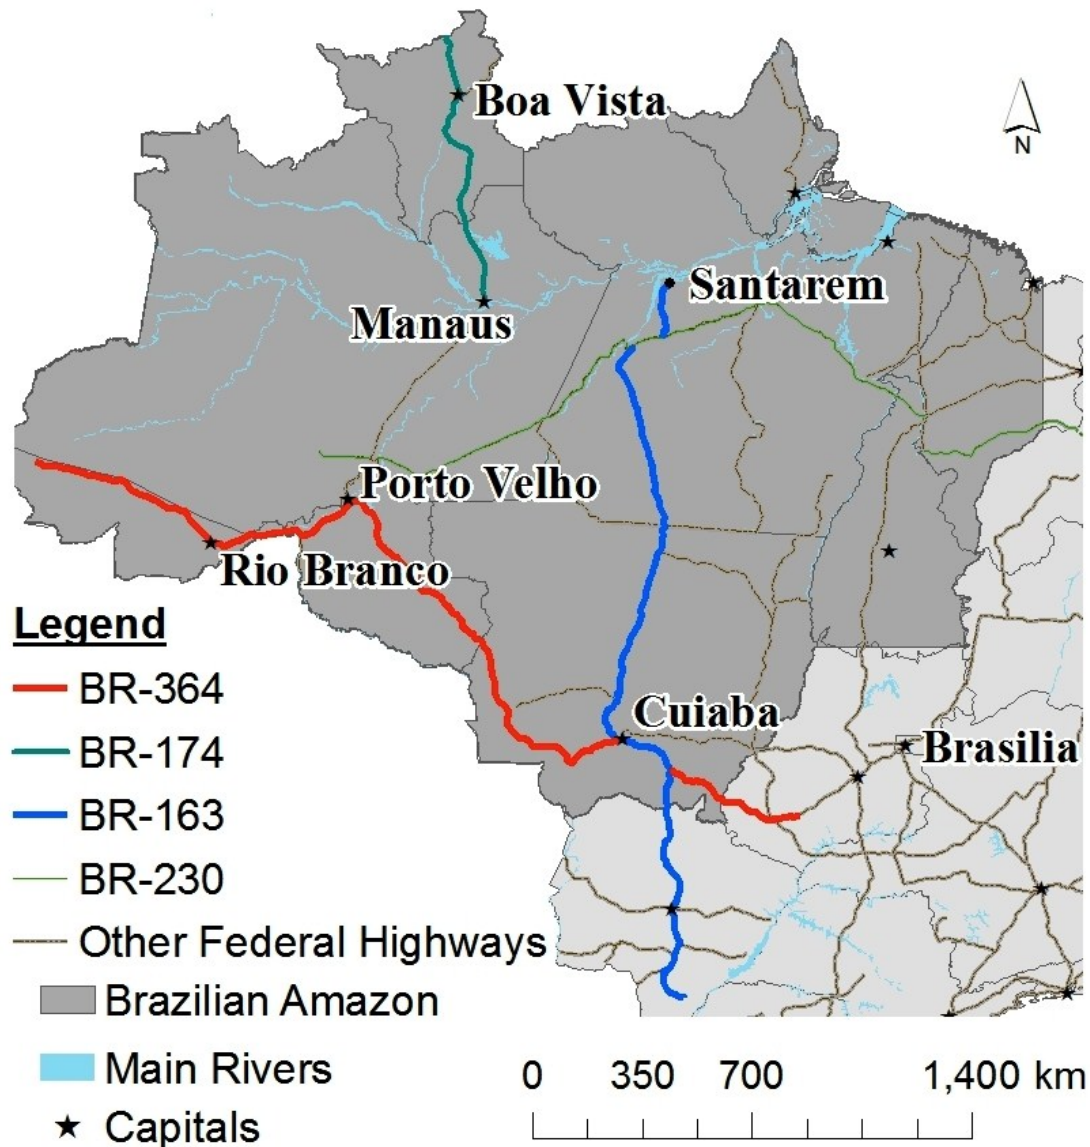 Boa Vista
N
Santarem
Manaus
Porto Velho
Rio Branco
Cuiaba
Brasilia
Legend
BR-364
BR-174
BR-163
BR-230
Other Federal Highways
Brazilian Amazon
Main Rivers
Capitals
0 350 700 1,400 km